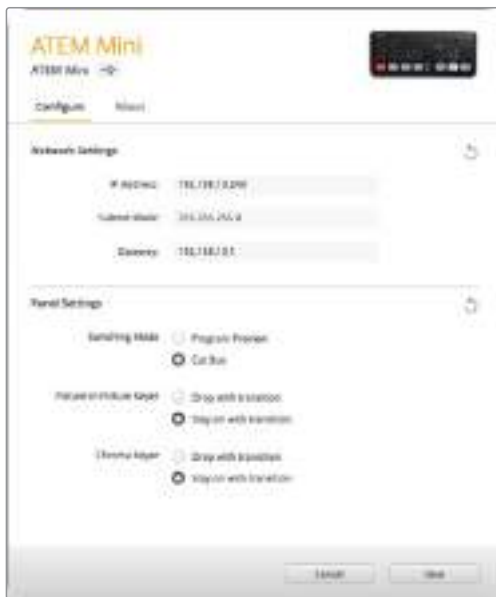 ATEM Mini
ATEM Mini
Configure About
Network Settings
IP Address: 192.168.10.240
Subnet Mask: 255.255.255.0
Gateway: 192.168.10.1
Panel Settings
Switching Mode: Program Preview
Cut Bus
Picture in Picture Keyer: Drop with transition
Stay on with transition
Chroma Keyer: Drop with transition
Stay on with transition
Cancel Save